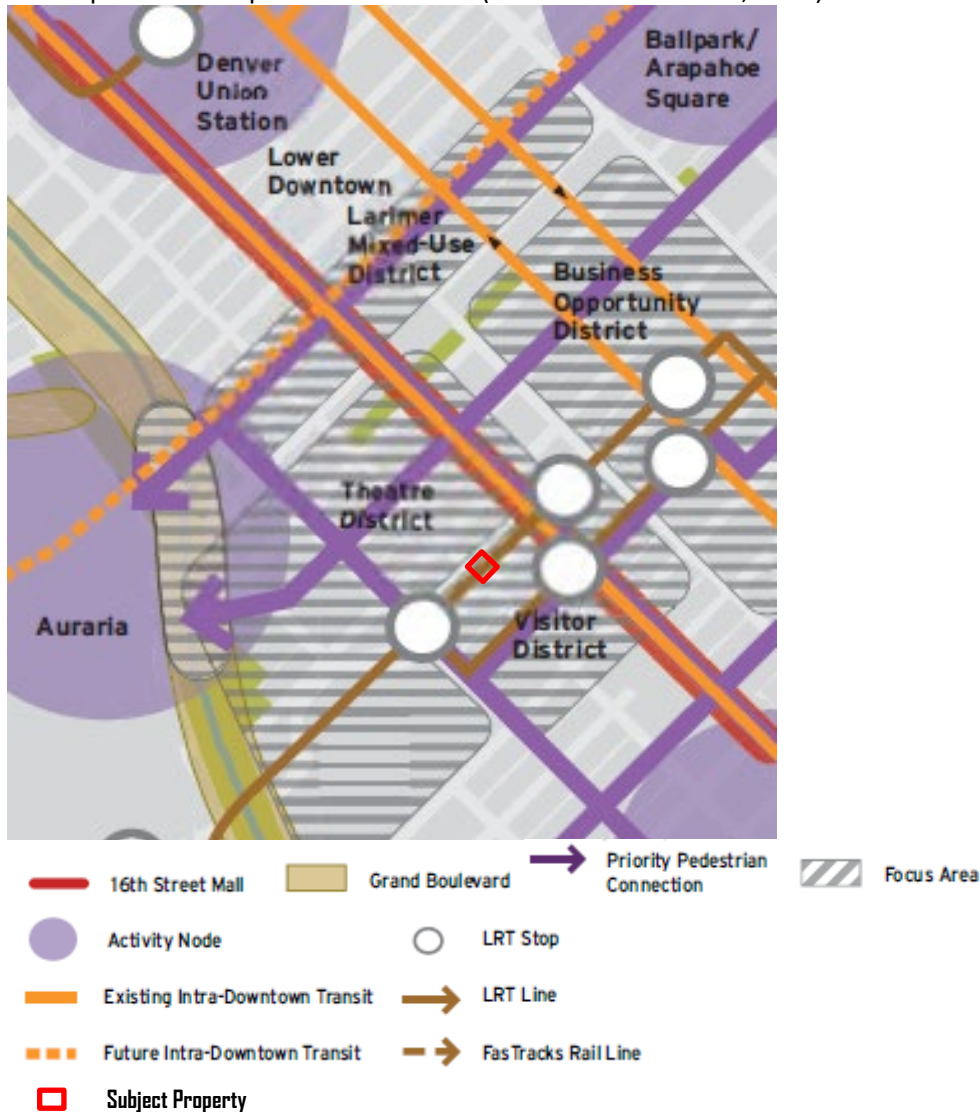 Denver
Union
Station
Ballpark/
Arapahoe
Square
Lower
Downtown
Larimer
Mixed-Use
District
Business
Opportunity
District
Theatre
District
Auraria
Visitor
District
16th Street Mall
Grand Boulevard
Priority Pedestrian
Connection
Focus Area
Activity Node
LRT Stop
Existing Intra-Downtown Transit
LRT Line
Future Intra-Downtown Transit
FasTracks Rail Line
Subject Property